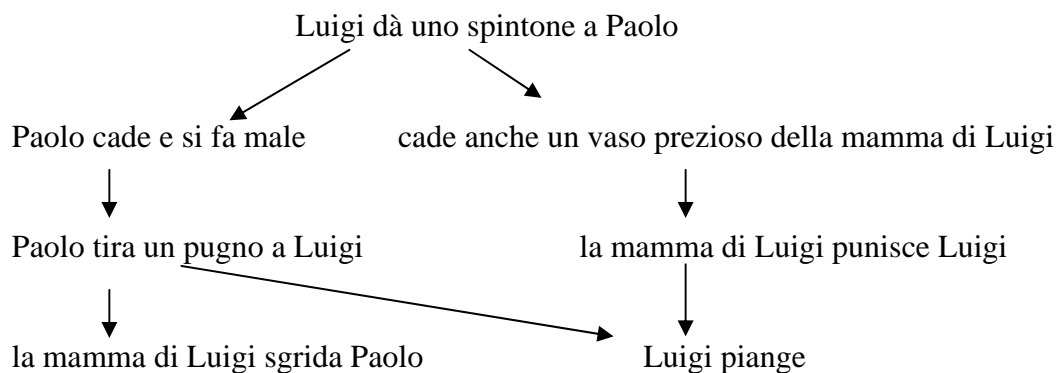 Luigi dà uno spintone a Paolo
Paolo cade e si fa male cade anche un vaso prezioso della mamma di Luigi
Paolo tira un pugno a Luigi la mamma di Luigi punisce Luigi
la mamma di Luigi sgrida Paolo Luigi piange